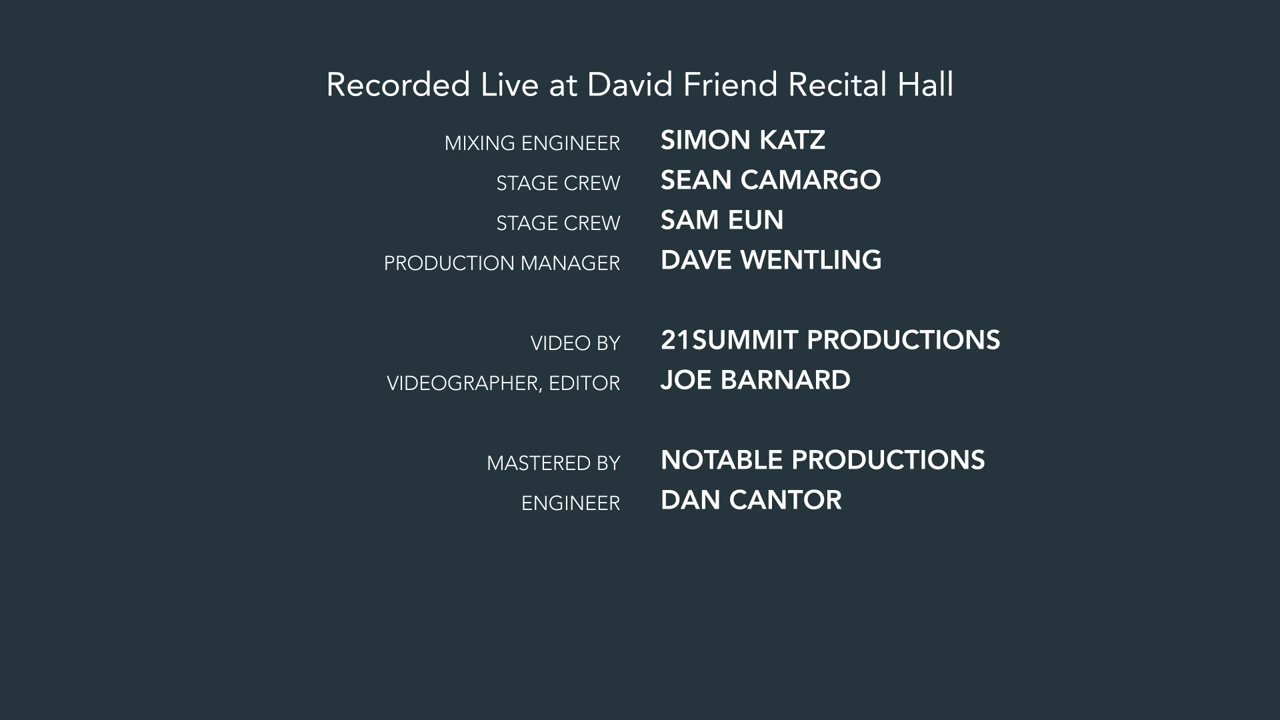 Recorded Live at David Friend Recital Hall
MIXING ENGINEER SIMON KATZ
STAGE CREW SEAN CAMARGO
STAGE CREW SAM EUN
PRODUCTION MANAGER DAVE WENTLING
VIDEO BY 21SUMMIT PRODUCTIONS
VIDEOGRAPHER, EDITOR JOE BARNARD
MASTERED BY NOTABLE PRODUCTIONS
ENGINEER DAN CANTOR